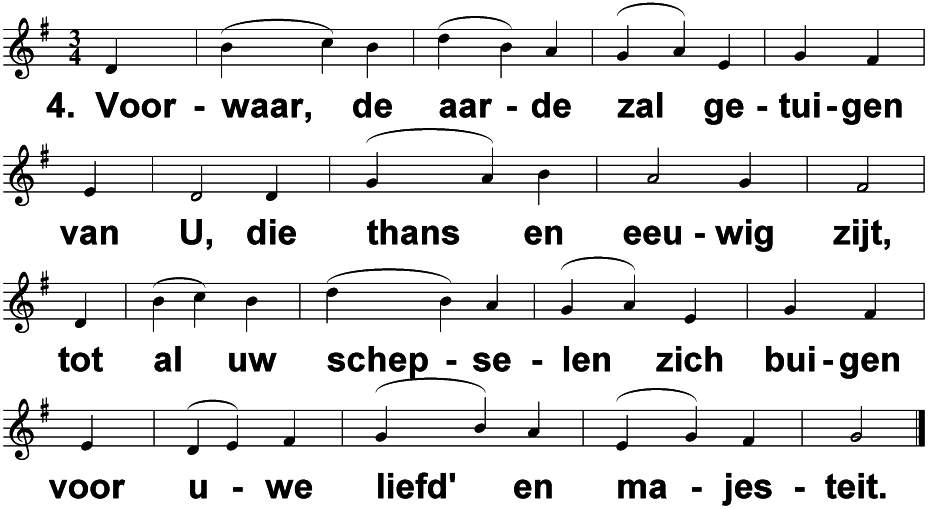 4. Voor - waar, de aar - de zal ge - tui - gen
van U, die thans en eeu - wig zijt,
tot al uw schep - se - len zich bui - gen
voor u - we liefd' en ma - jes - teit.